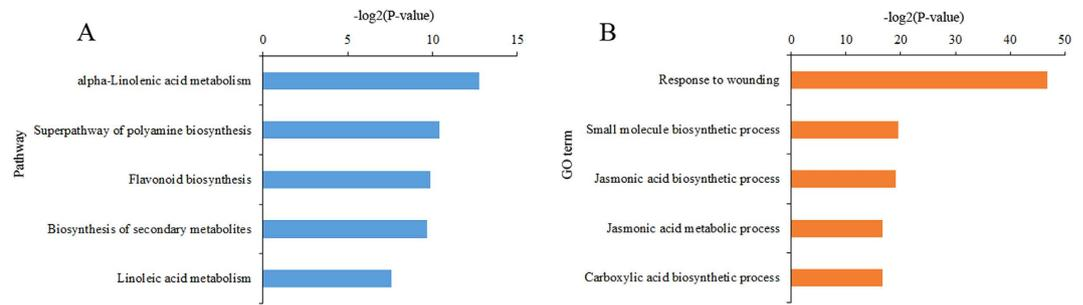 A
-log2(P-value)
0 5 10 15
Pathway
alpha-Linolenic acid metabolism
Superpathway of polyamine biosynthesis
Flavonoid biosynthesis
Biosynthesis of secondary metabolites
Linoleic acid metabolism
B
-log2(P-value)
0 10 20 30 40 50
GO term
Response to wounding
Small molecule biosynthetic process
Jasmonic acid biosynthetic process
Jasmonic acid metabolic process
Carboxylic acid biosynthetic process